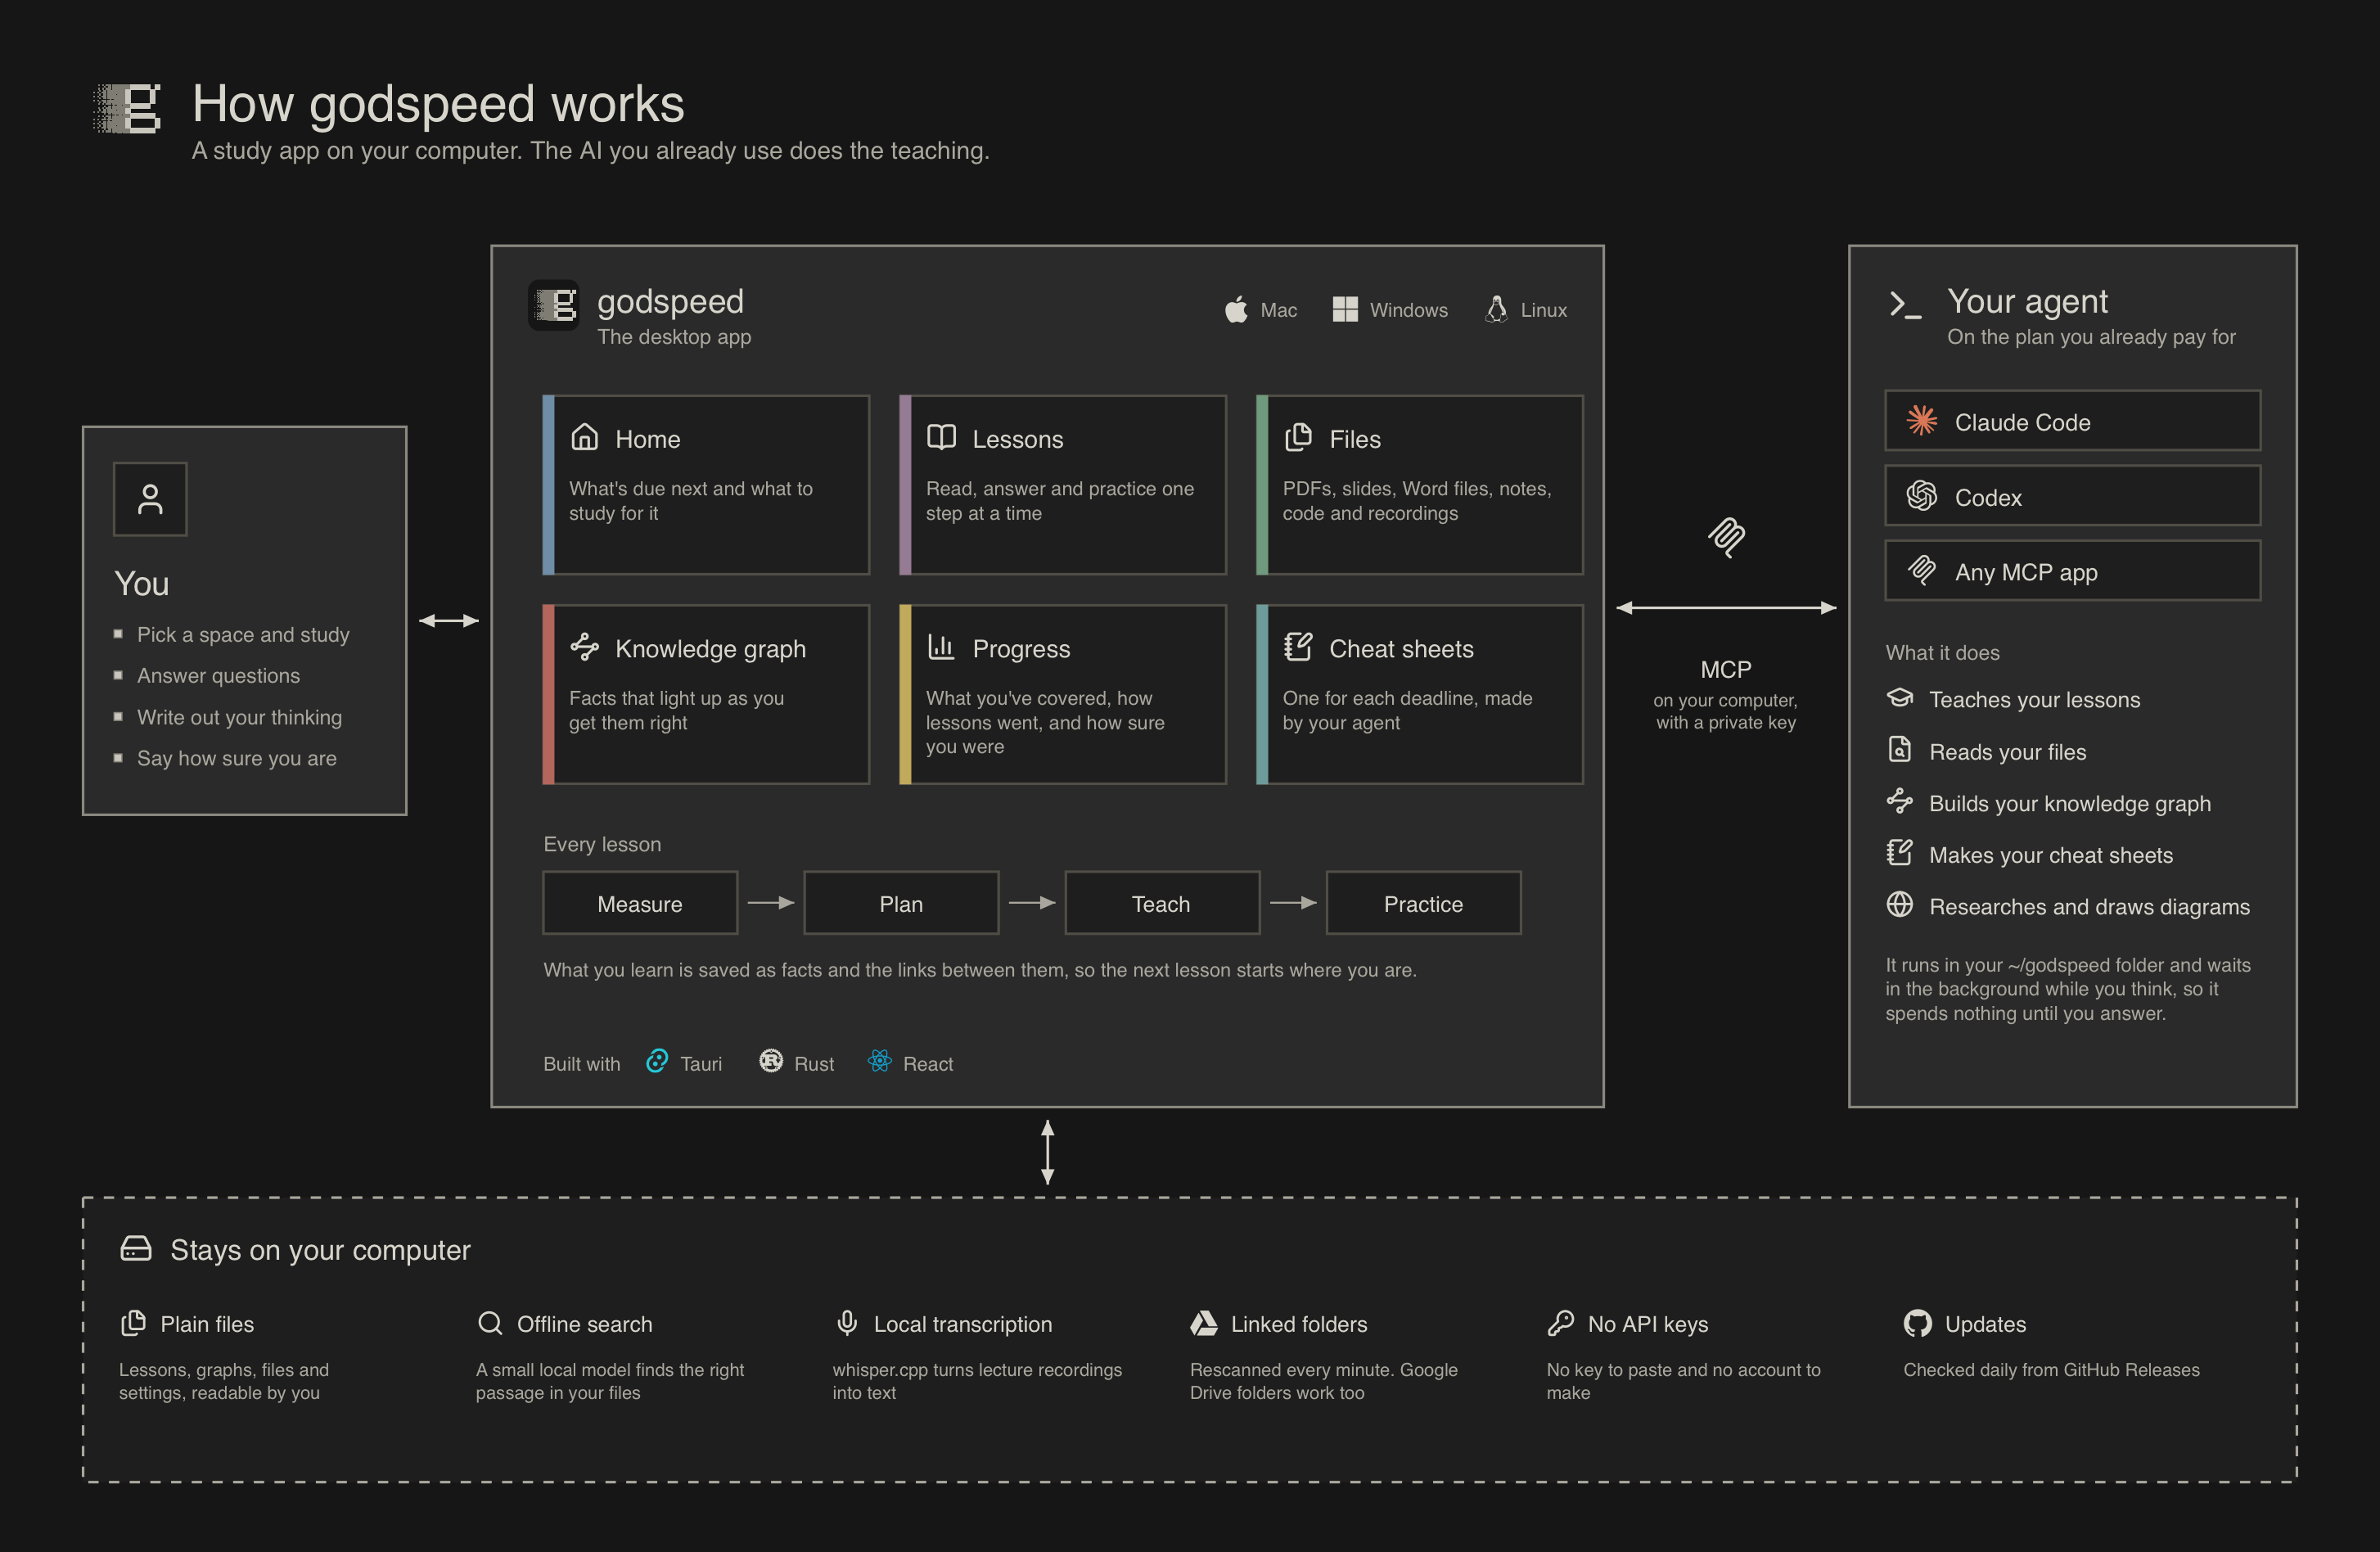 How godspeed works
A study app on your computer. The AI you already use does the teaching.
You
Pick a space and study
Answer questions
Write out your thinking
Say how sure you are
godspeed
The desktop app
Mac
Windows
Linux
Home
What's due next and what to
study for it
Lessons
Read, answer and practice one
step at a time
Files
PDFs, slides, Word files, notes,
code and recordings
Knowledge graph
Facts that light up as you
get them right
Progress
What you've covered, how
lessons went, and how sure
you were
Cheat sheets
One for each deadline, made
by your agent
Every lesson
Measure
Plan
Teach
Practice
What you learn is saved as facts and the links between them, so the next lesson starts where you are.
Built with
Tauri
Rust
React
MCP
on your computer,
with a private key
Your agent
On the plan you already pay for
Claude Code
Codex
Any MCP app
What it does
Teaches your lessons
Reads your files
Builds your knowledge graph
Makes your cheat sheets
Researches and draws diagrams
It runs in your ~/godspeed folder and waits
in the background while you think, so it
spends nothing until you answer.
Stays on your computer
Plain files
Lessons, graphs, files and
settings, readable by you
Offline search
A small local model finds the right
passage in your files
Local transcription
whisper.cpp turns lecture recordings
into text
Linked folders
Rescanned every minute. Google
Drive folders work too
No API keys
No key to paste and no account to
make
Updates
Checked daily from GitHub Releases